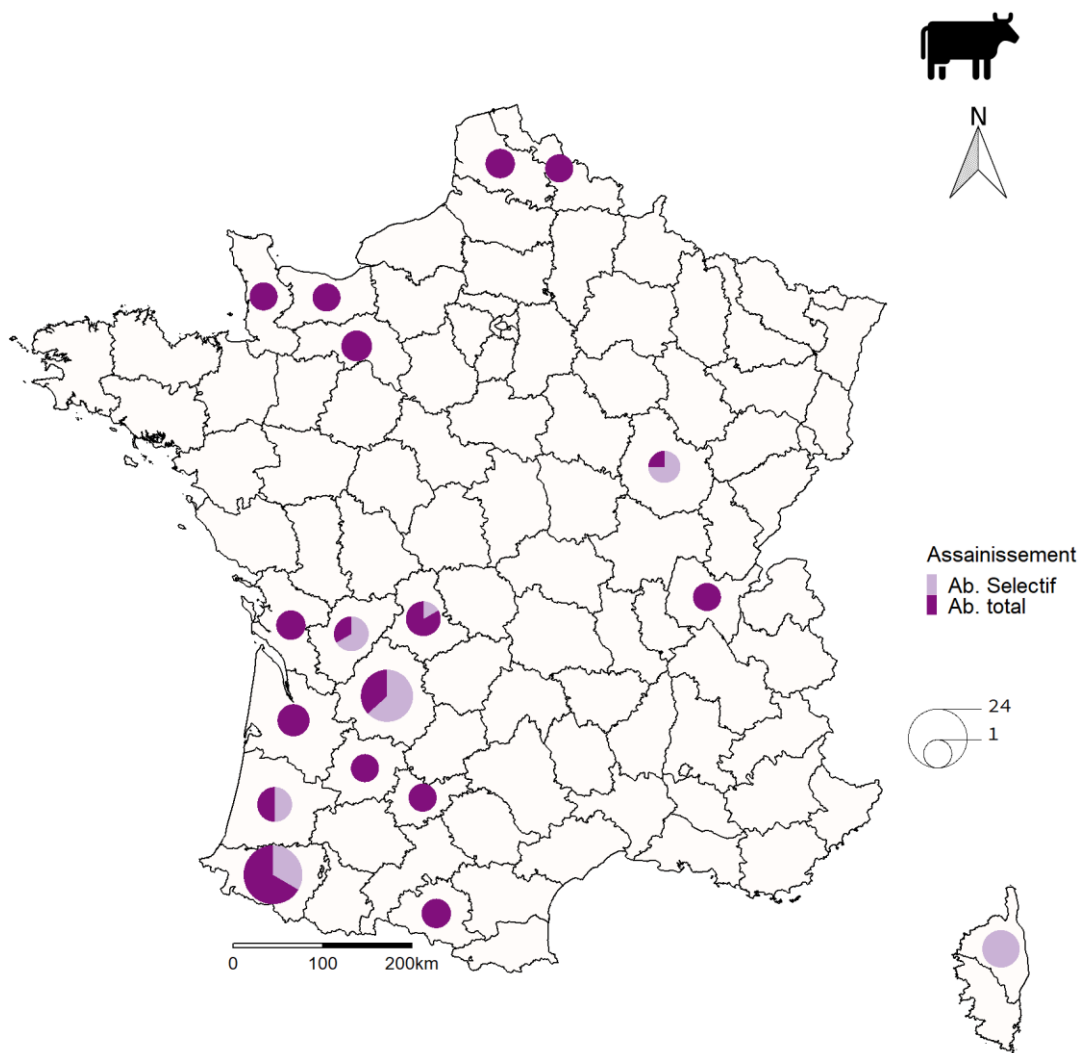 N
Assainissement
Ab. Selectif
Ab. total
24
1
0 100 200km